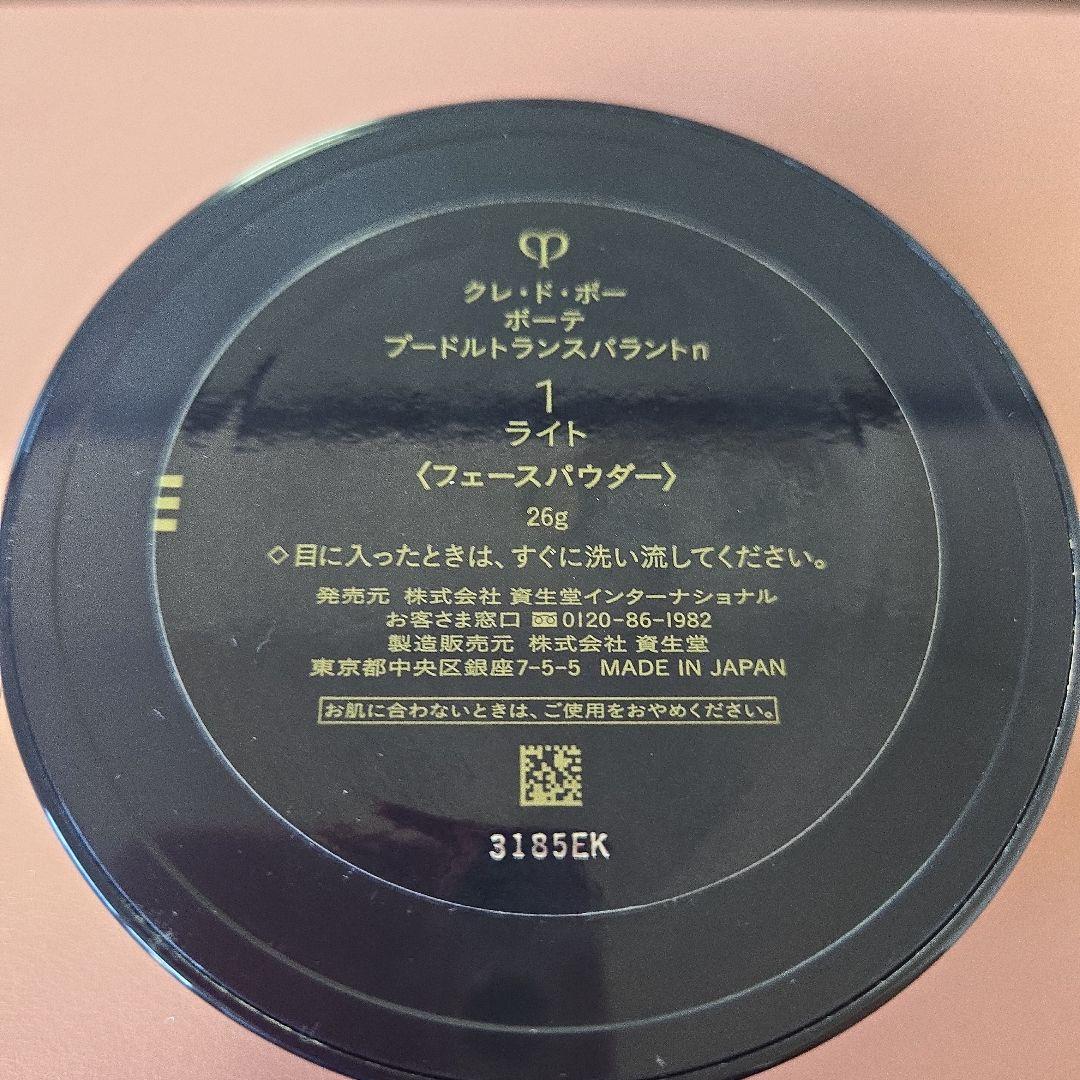 クレ・ド・ポー
ボーテ
プードルトランスパラントn
1
ライト
〈フェースパウダー〉
26g
◇目に入ったときは、すぐに洗い流してください。
発売元 株式会社 資生堂インターナショナル
お客さま窓口 0120-86-1982
製造販売元 株式会社 資生堂
東京都中央区銀座7-5-5 MADE IN JAPAN
お肌に合わないときは、ご使用をおやめください。
3185EK